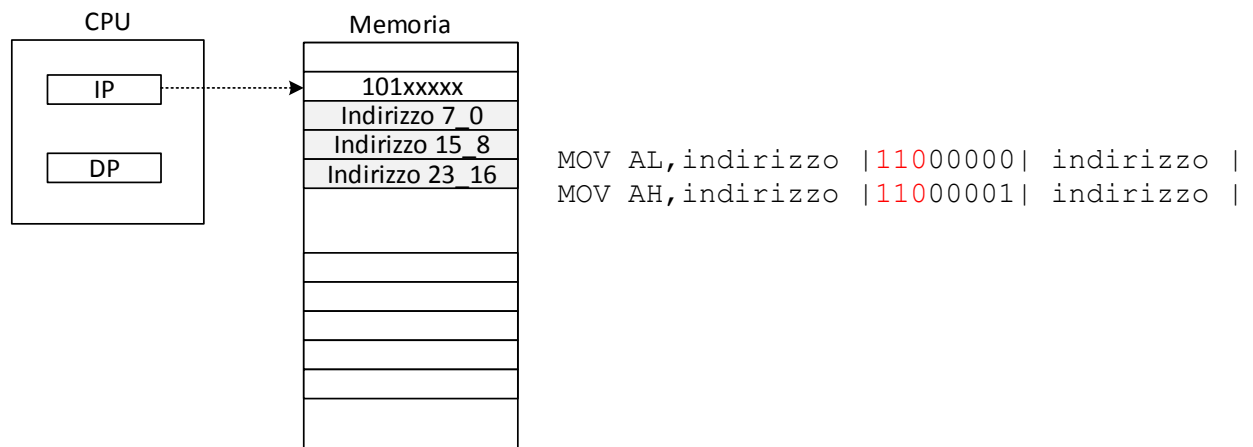 CPU
Memoria
IP
101xxxxx
Indirizzo 7_0
Indirizzo 15_8
DP
Indirizzo 23_16
MOV AL,indirizzo |11000000| indirizzo |
MOV AH,indirizzo |11000001| indirizzo |